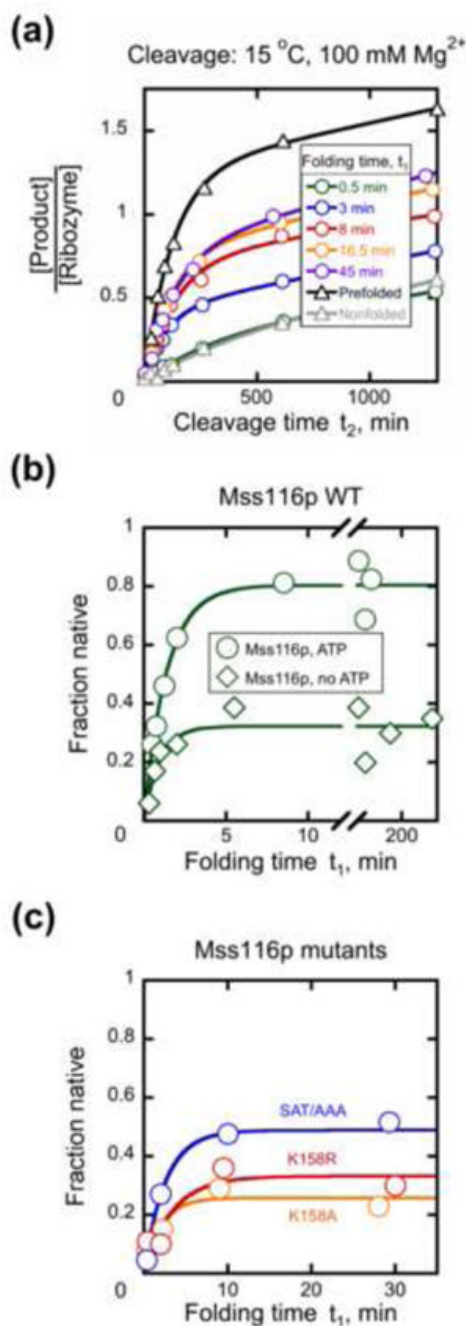 (a)
Cleavage: 15 °C, 100 mM Mg2+
[Product]
[Ribozyme]
1.5
1
0.5
0
Folding time, t1
0.5 min
3 min
8 min
16.5 min
45 min
Prefolded
Nonfolded
500
1000
Cleavage time t2, min
(b)
Mss116p WT
Fraction native
1
0.8
0.6
0.4
0.2
0
Mss116p, ATP
Mss116p, no ATP
5
10
200
Folding time t1, min
(c)
Mss116p mutants
Fraction native
1
0.8
0.6
0.4
0.2
0
SAT/AAA
K158R
K158A
10
20
30
Folding time t1, min